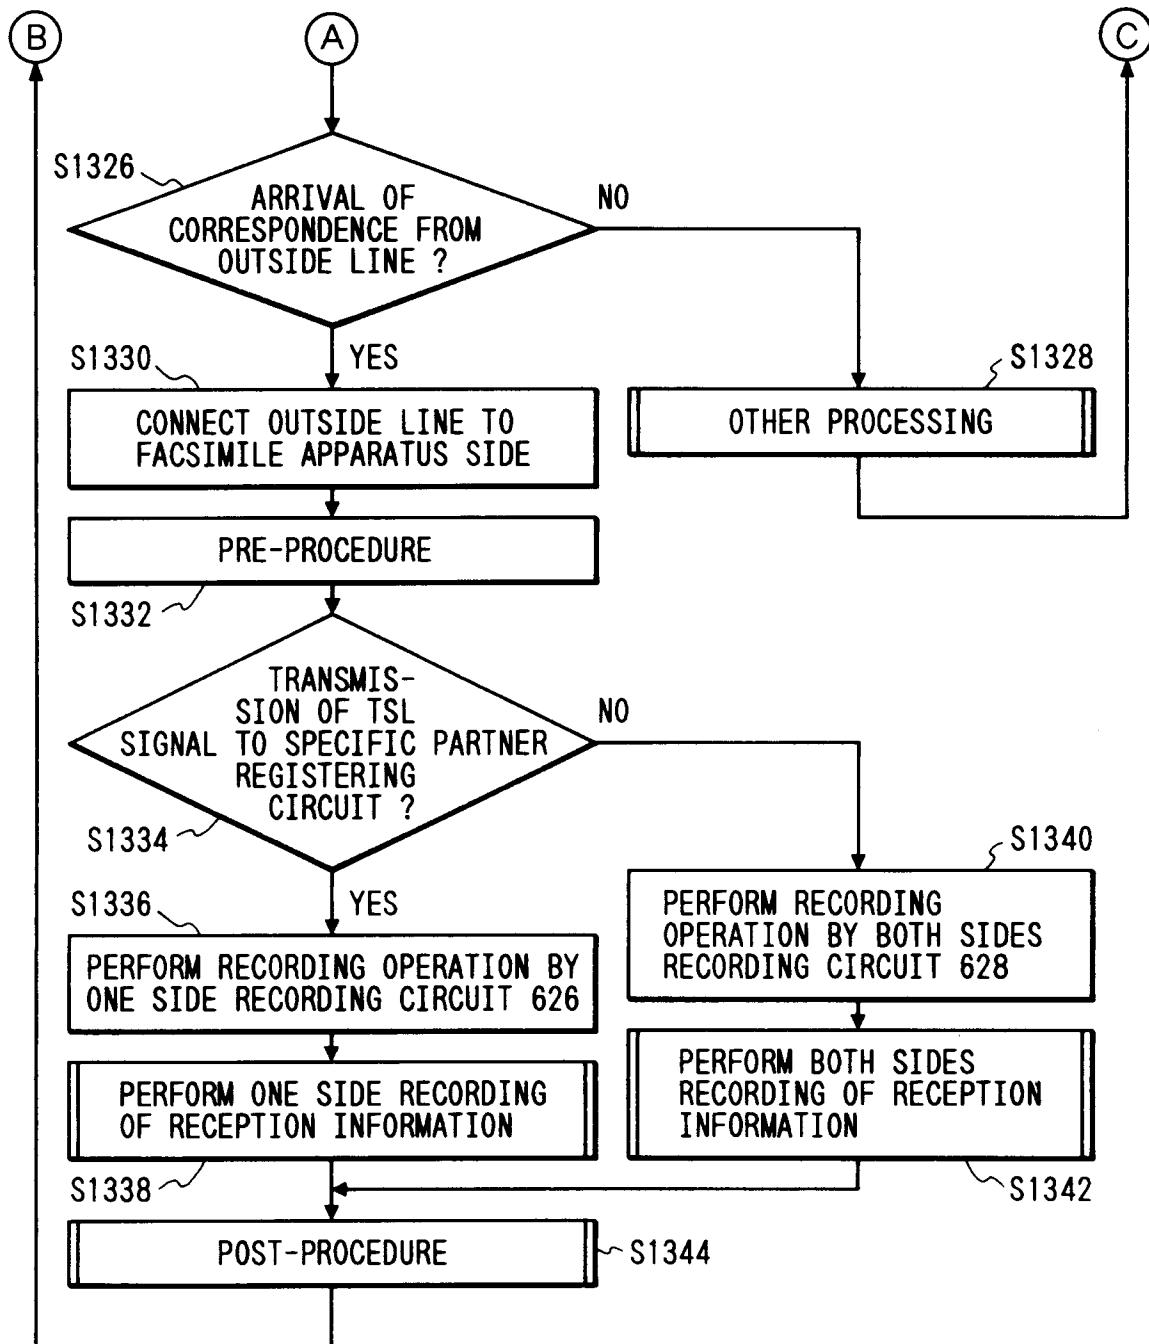 B
A
C
S1326
ARRIVAL OF
CORRESPONDENCE FROM
OUTSIDE LINE ?
NO
YES
S1330
CONNECT OUTSIDE LINE TO
FACSIMILE APPARATUS SIDE
S1328
OTHER PROCESSING
PRE-PROCEDURE
S1332
TRANSMIS-
SION OF TSL
SIGNAL TO SPECIFIC PARTNER
REGISTERING
CIRCUIT ?
NO
S1334
YES
S1336
PERFORM RECORDING OPERATION BY
ONE SIDE RECORDING CIRCUIT 626
S1340
PERFORM RECORDING
OPERATION BY BOTH SIDES
RECORDING CIRCUIT 628
PERFORM ONE SIDE RECORDING
OF RECEPTION INFORMATION
S1338
PERFORM BOTH SIDES
RECORDING OF RECEPTION
INFORMATION
S1342
POST-PROCEDURE
S1344